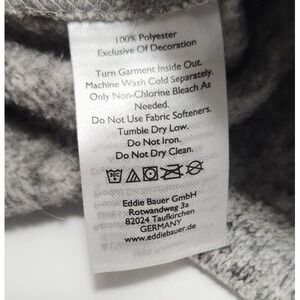 100% Polyester
Exclusive Of Decoration
Turn Garment Inside Out.
Machine Wash Cold Separately.
Only Non-Chlorine Bleach As
Needed.
Do Not Use Fabric Softeners.
Tumble Dry Low.
Do Not Iron.
Do Not Dry Clean.
Eddie Bauer GmbH
Rotwandweg 3a
82024 Taufkirchen
GERMANY
www.eddiebauer.de